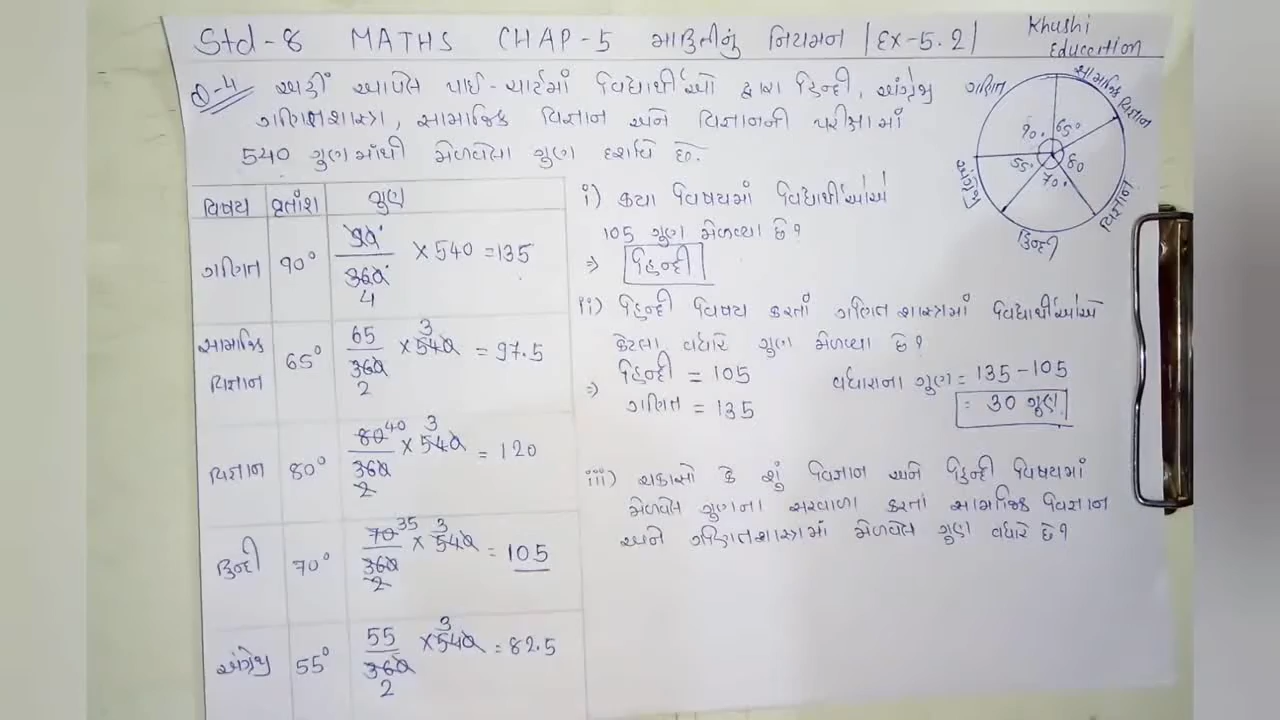 Std-8 MATHS CHAP-5 માહિતીનું નિયમન | EX-5.2 |
Khushi Education
Q-4 અહીં આપેલ પાઈ-ચાર્ટમાં વિદ્યાર્થીઓ દ્વારા હિન્દી, અંગ્રેજી
ગણિતશાસ્ત્ર, સામાજિક વિજ્ઞાન અને વિજ્ઞાનની પરીક્ષામાં
540 ગુણમાંથી મેળવેલા ગુણ દર્શાવે છે.
ગણિત
સામાજિક વિજ્ઞાન
90° 65°
55° 80
70°
અંગ્રેજી
વિજ્ઞાન
હિન્દી
વિષય વૃતાંશ ગુણ
ગણિત 90° 90/360 × 540 = 135
4
સામાજિક વિજ્ઞાન 65° 65/360 × 540 = 97.5
3
2
વિજ્ઞાન 80° 80/360 × 540 = 120
40 3
2
હિન્દી 70° 70/360 × 540 = 105
35 3
2
અંગ્રેજી 55° 55/360 × 540 = 82.5
3
2
i) કયા વિષયમાં વિદ્યાર્થીઓએ
105 ગુણ મેળવ્યા છે?
⇒ હિન્દી
ii) હિન્દી વિષય કરતાં ગણિતશાસ્ત્રમાં વિદ્યાર્થીઓએ
કેટલા વધારે ગુણ મેળવ્યા છે?
⇒ હિન્દી = 105
ગણિત = 135
વધારાના ગુણ = 135 - 105
= 30 ગુણ
iii) ચકાસો કે શું વિજ્ઞાન અને હિન્દી વિષયમાં
મેળવેલ ગુણના સરવાળા કરતાં સામાજિક વિજ્ઞાન
અને ગણિતશાસ્ત્રમાં મેળવેલ ગુણ વધારે છે?